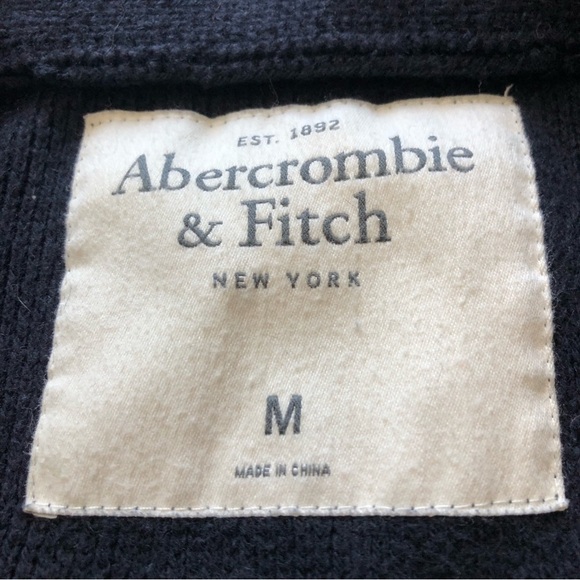 EST. 1892
Abercrombie
& Fitch
NEW YORK
M
MADE IN CHINA